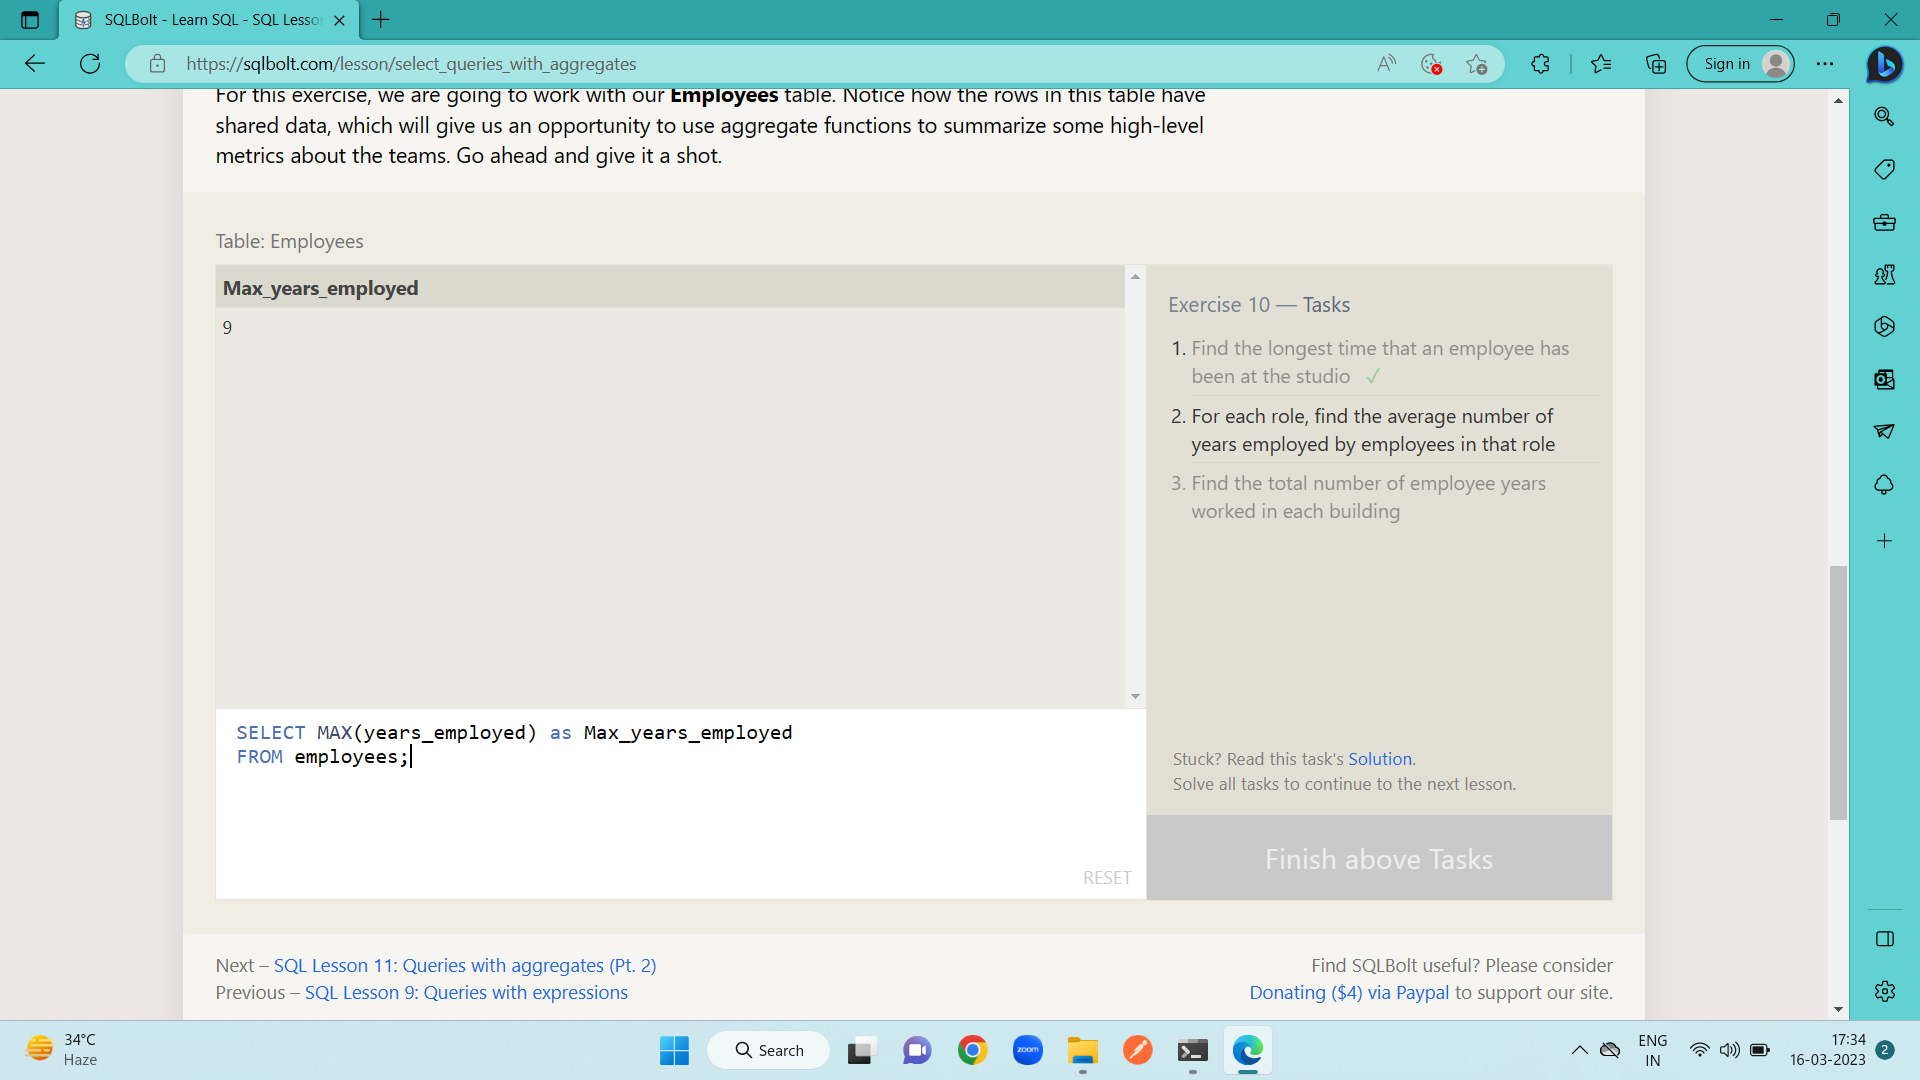 SQLBolt - Learn SQL - SQL Lesso
https://sqlbolt.com/lesson/select_queries_with_aggregates
Sign in
For this exercise, we are going to work with our Employees table. Notice how the rows in this table have
shared data, which will give us an opportunity to use aggregate functions to summarize some high-level
metrics about the teams. Go ahead and give it a shot.
Table: Employees
Max_years_employed
9
Exercise 10 — Tasks
1. Find the longest time that an employee has
been at the studio ✓
2. For each role, find the average number of
years employed by employees in that role
3. Find the total number of employee years
worked in each building
SELECT MAX(years_employed) as Max_years_employed
FROM employees;
RESET
Stuck? Read this task's Solution.
Solve all tasks to continue to the next lesson.
Finish above Tasks
Next – SQL Lesson 11: Queries with aggregates (Pt. 2)
Previous – SQL Lesson 9: Queries with expressions
Find SQLBolt useful? Please consider
Donating ($4) via Paypal to support our site.
34°C
Haze
Search
zoom
ENG
IN
17:34
16-03-2023
2